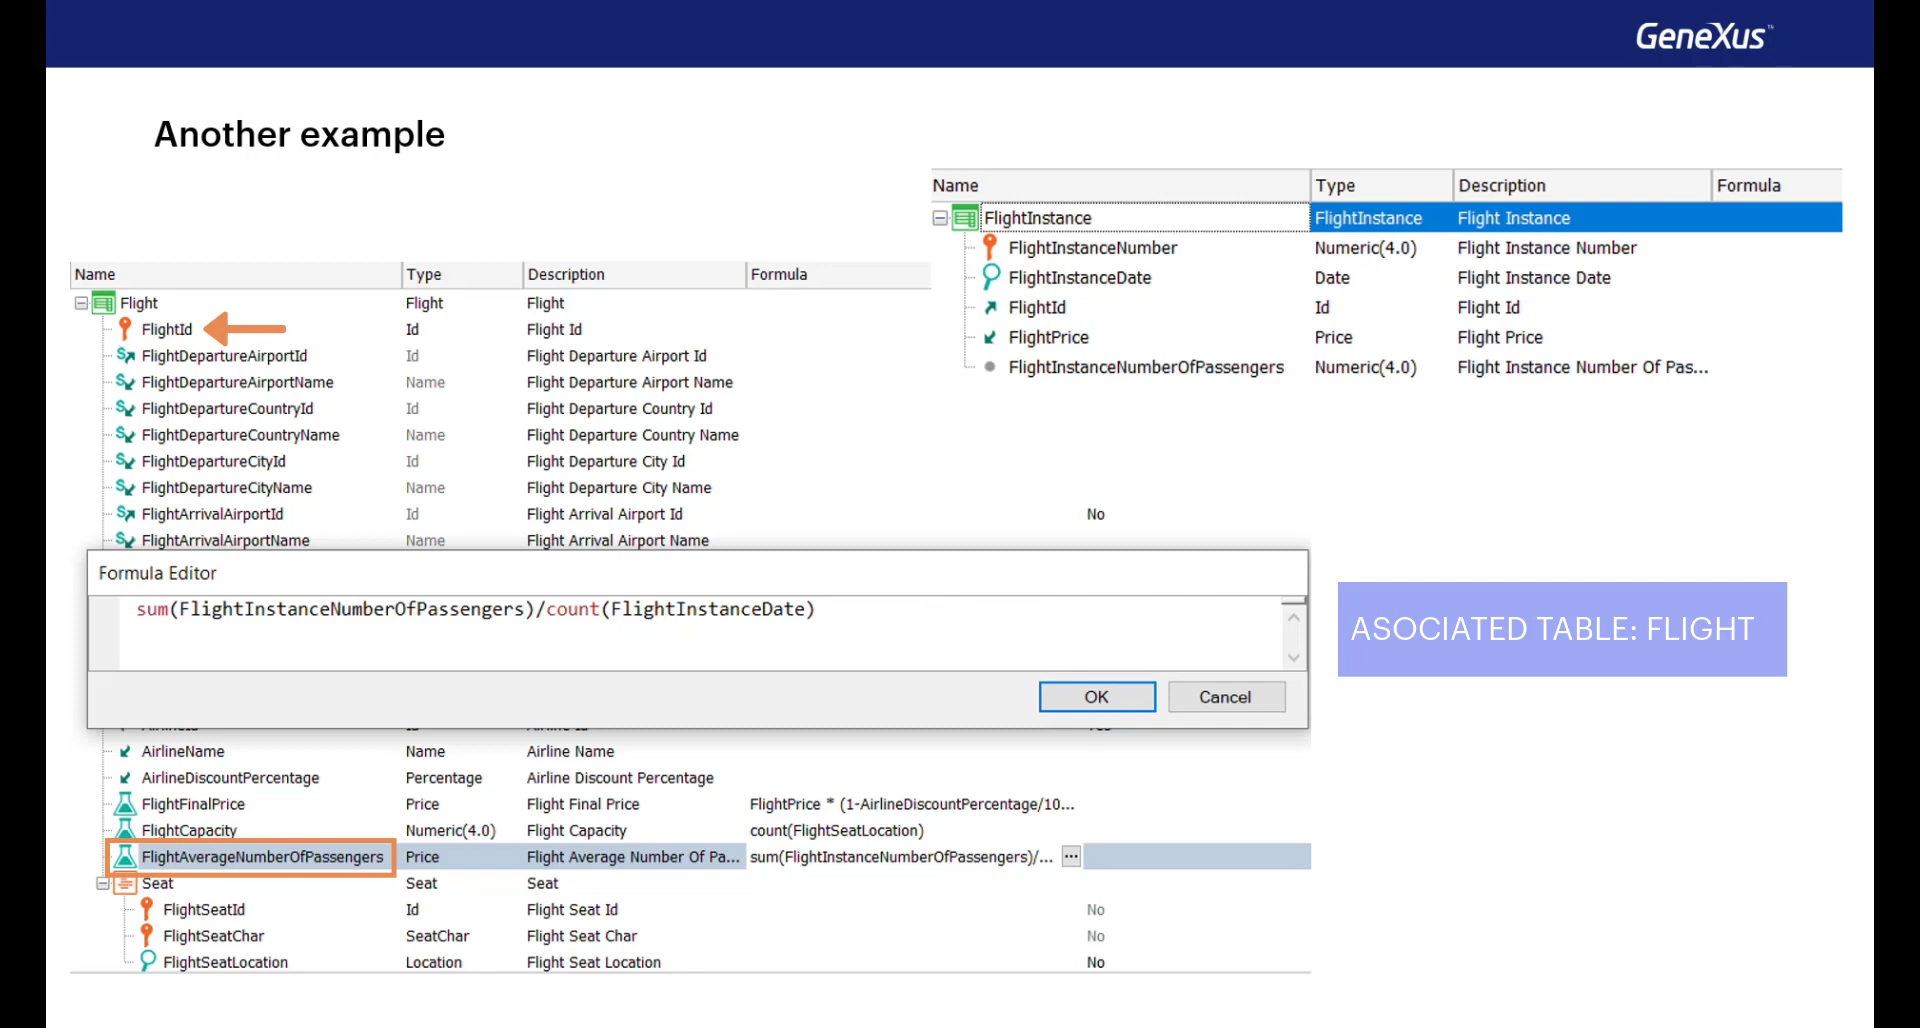 GeneXus™
Another example
Name Type Description Formula
FlightInstance FlightInstance Flight Instance
FlightInstanceNumber Numeric(4.0) Flight Instance Number
FlightInstanceDate Date Flight Instance Date
FlightId Id Flight Id
FlightPrice Price Flight Price
FlightInstanceNumberOfPassengers Numeric(4.0) Flight Instance Number Of Pas...
Name Type Description Formula
Flight Flight Flight
FlightId Id Flight Id
FlightDepartureAirportId Id Flight Departure Airport Id
FlightDepartureAirportName Name Flight Departure Airport Name
FlightDepartureCountryId Id Flight Departure Country Id
FlightDepartureCountryName Name Flight Departure Country Name
FlightDepartureCityId Id Flight Departure City Id
FlightDepartureCityName Name Flight Departure City Name
FlightArrivalAirportId Id Flight Arrival Airport Id No
FlightArrivalAirportName Name Flight Arrival Airport Name
Formula Editor
sum(FlightInstanceNumberOfPassengers)/count(FlightInstanceDate)
OK Cancel
ASOCIATED TABLE: FLIGHT
AirlineName Name Airline Name
AirlineDiscountPercentage Percentage Airline Discount Percentage
FlightFinalPrice Price Flight Final Price FlightPrice * (1-AirlineDiscountPercentage/10...
FlightCapacity Numeric(4.0) Flight Capacity count(FlightSeatLocation)
FlightAverageNumberOfPassengers Price Flight Average Number Of Pa... sum(FlightInstanceNumberOfPassengers)/... ...
Seat Seat Seat
FlightSeatId Id Flight Seat Id No
FlightSeatChar SeatChar Flight Seat Char No
FlightSeatLocation Location Flight Seat Location No